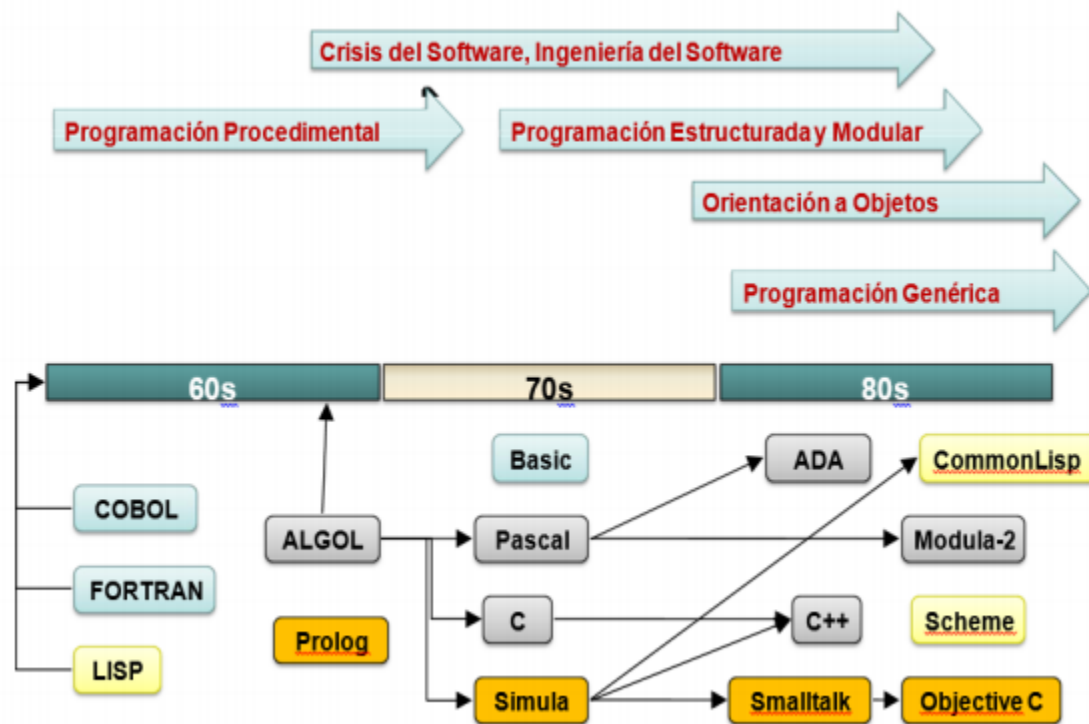 Crisis del Software, Ingeniería del Software
Programación Procedimental
Programación Estructurada y Modular
Orientación a Objetos
Programación Genérica
60s
70s
80s
Basic
ADA
CommonLisp
COBOL
ALGOL
Pascal
Modula-2
FORTRAN
Prolog
C
C++
Scheme
LISP
Simula
Smalltalk
Objective C